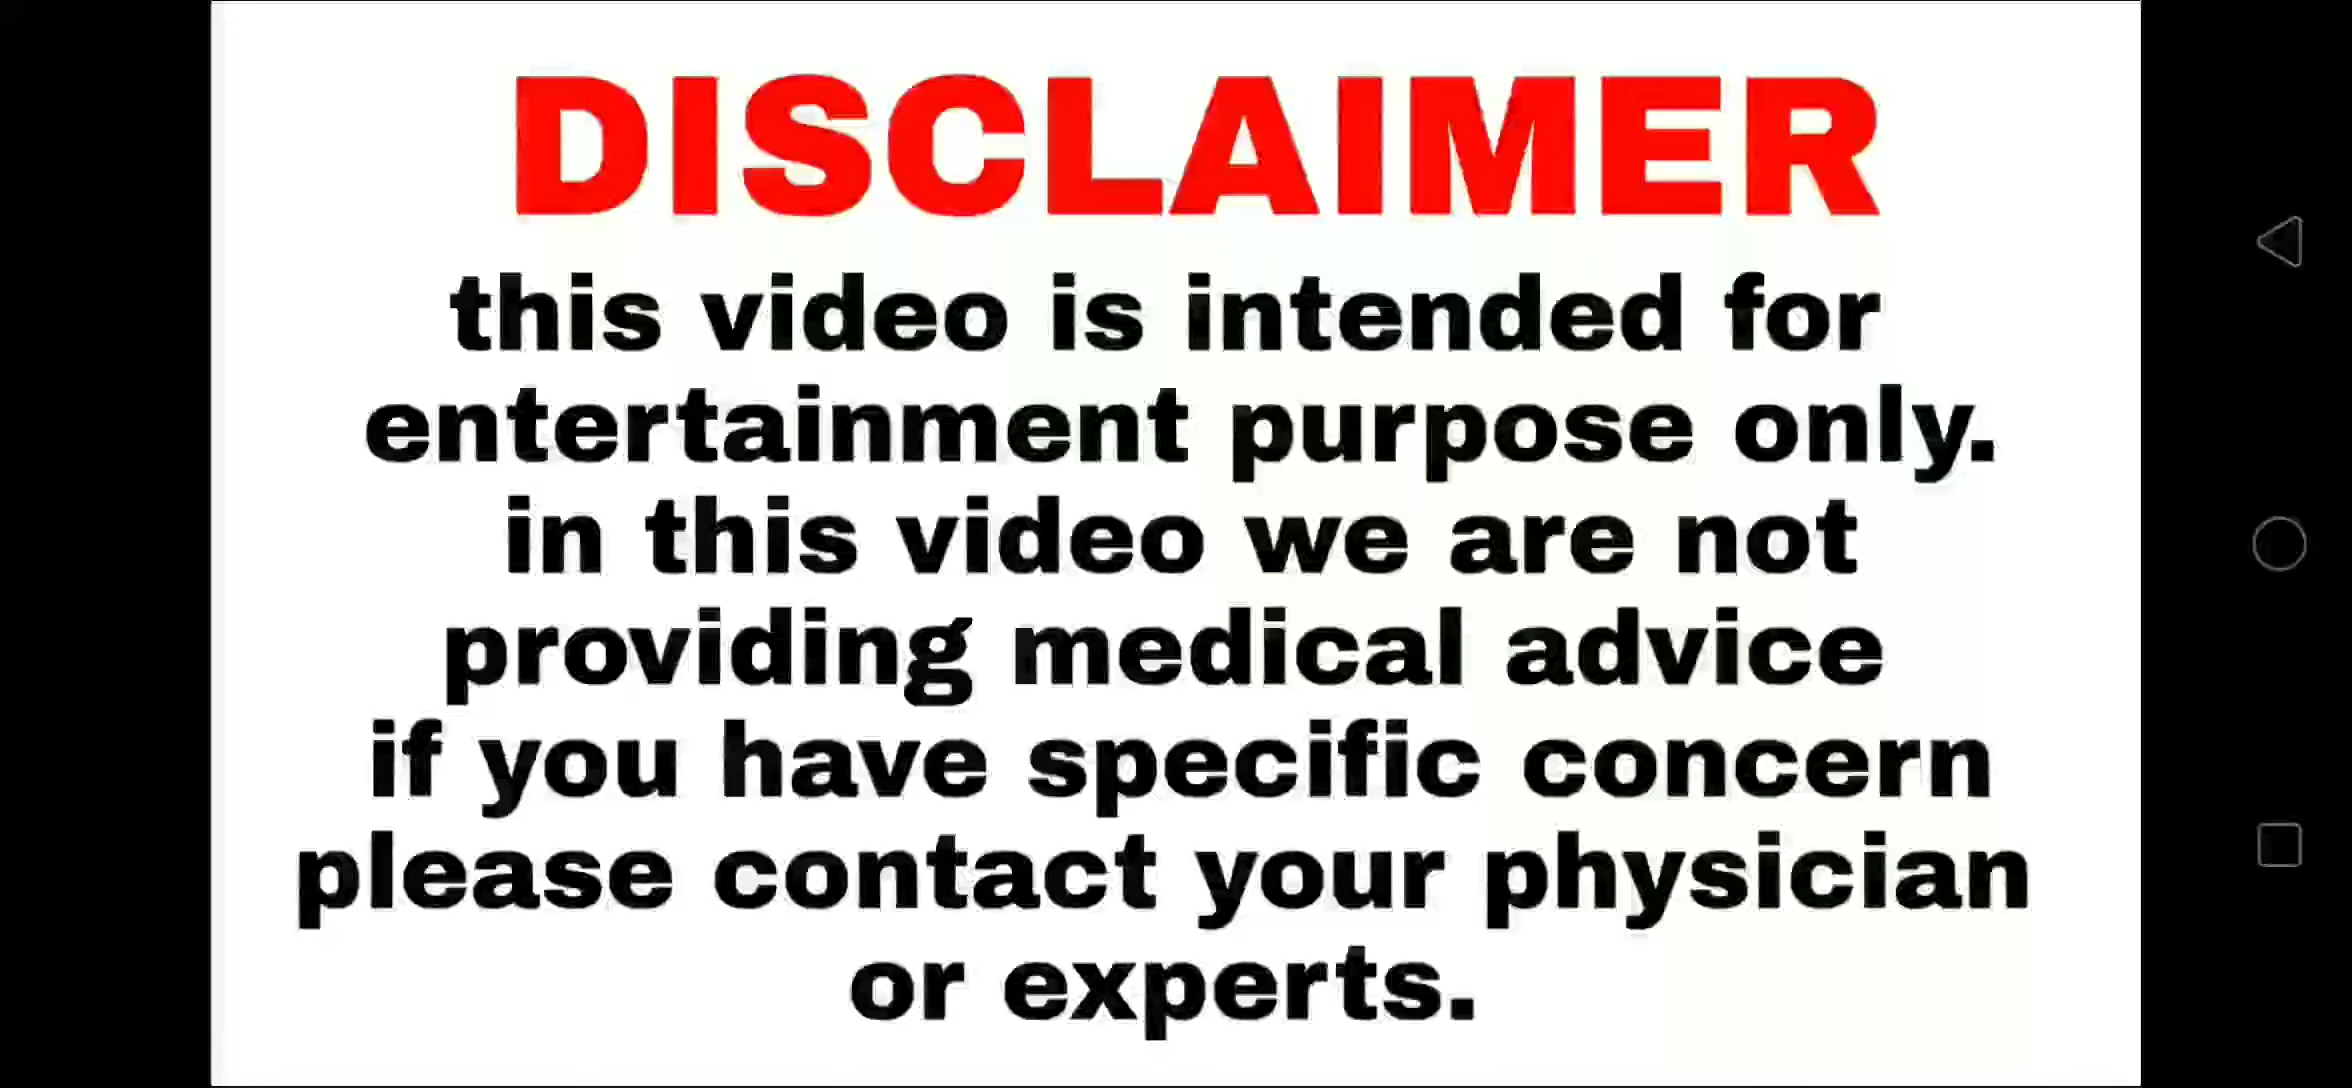 DISCLAIMER
this video is intended for
entertainment purpose only.
in this video we are not
providing medical advice
if you have specific concern
please contact your physician
or experts.